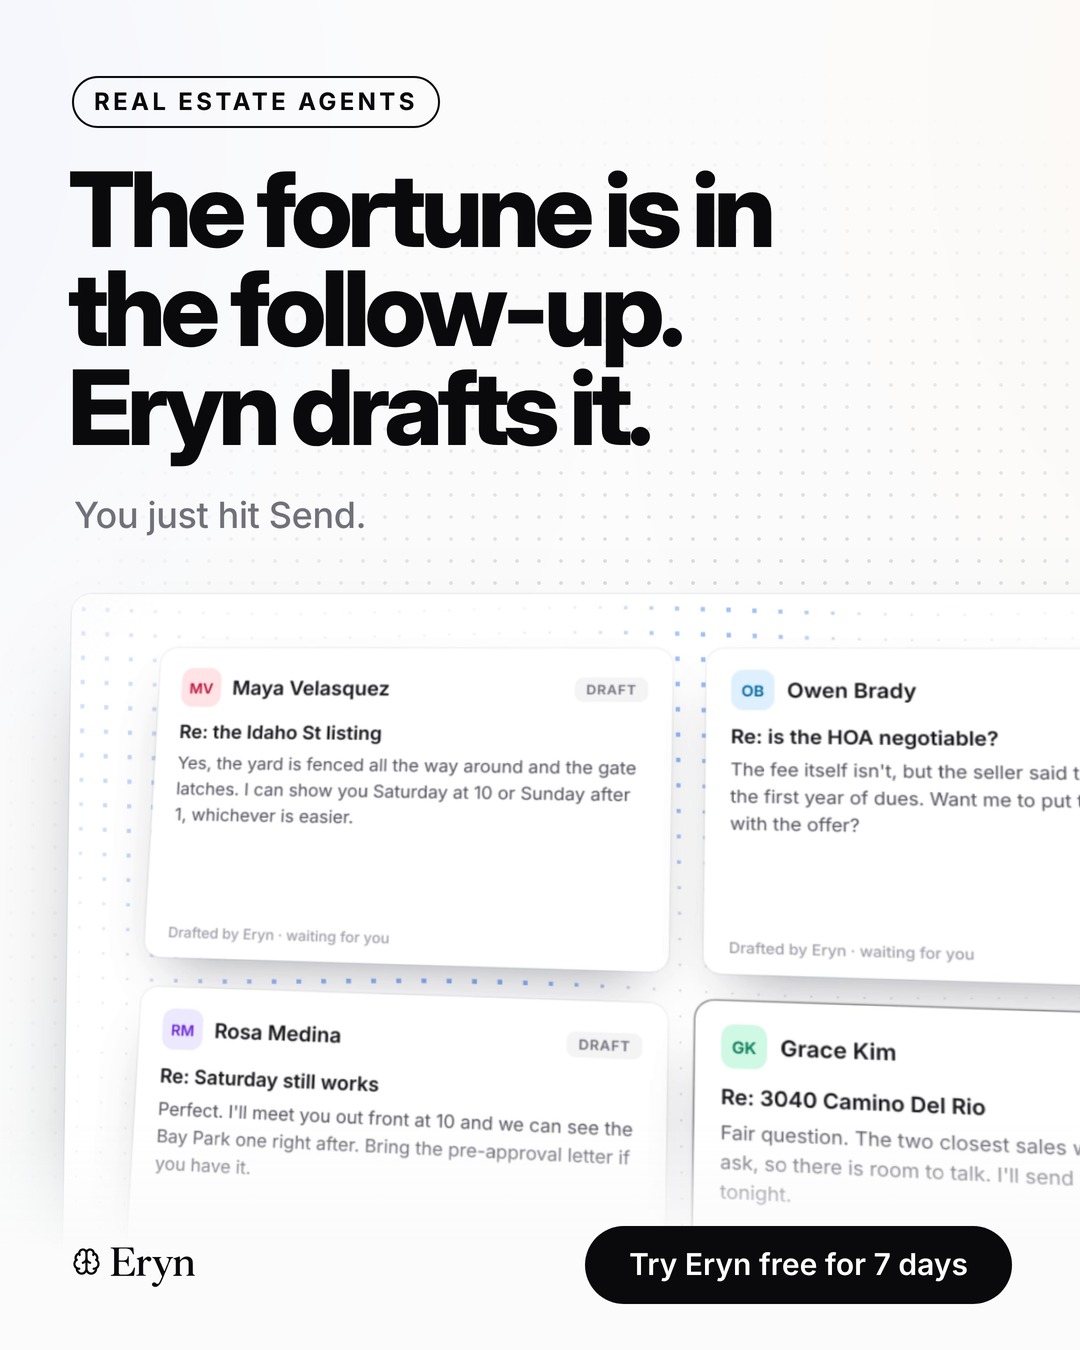 REAL ESTATE AGENTS
The fortune is in
the follow-up.
Eryn drafts it.
You just hit Send.
MV Maya Velasquez DRAFT
Re: the Idaho St listing
Yes, the yard is fenced all the way around and the gate
latches. I can show you Saturday at 10 or Sunday after
1, whichever is easier.
Drafted by Eryn · waiting for you
OB Owen Brady
Re: is the HOA negotiable?
The fee itself isn't, but the seller said
the first year of dues. Want me to put
with the offer?
Drafted by Eryn · waiting for you
RM Rosa Medina DRAFT
Re: Saturday still works
Perfect. I'll meet you out front at 10 and we can see the
Bay Park one right after. Bring the pre-approval letter if
you have it.
GK Grace Kim
Re: 3040 Camino Del Rio
Fair question. The two closest sales
ask, so there is room to talk. I'll send
tonight.
Eryn
Try Eryn free for 7 days